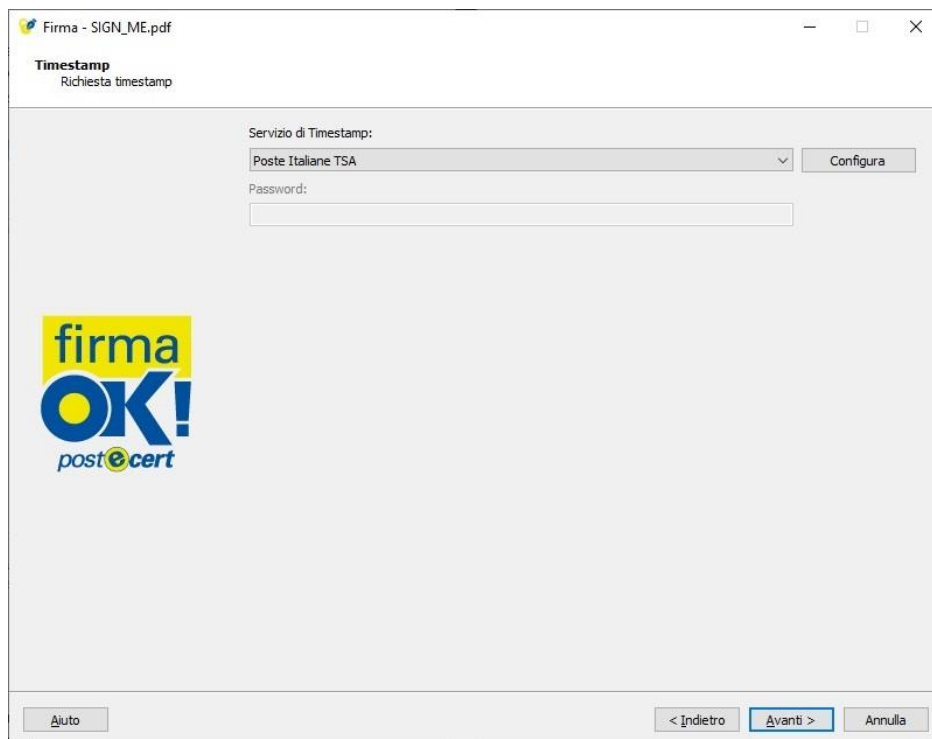 Firma - SIGN_ME.pdf
Timestamp
Richiesta timestamp
Servizio di Timestamp:
Poste Italiane TSA
Configura
Password:
firma
OK!
postecert
Aiuto
< Indietro
Avanti >
Annulla